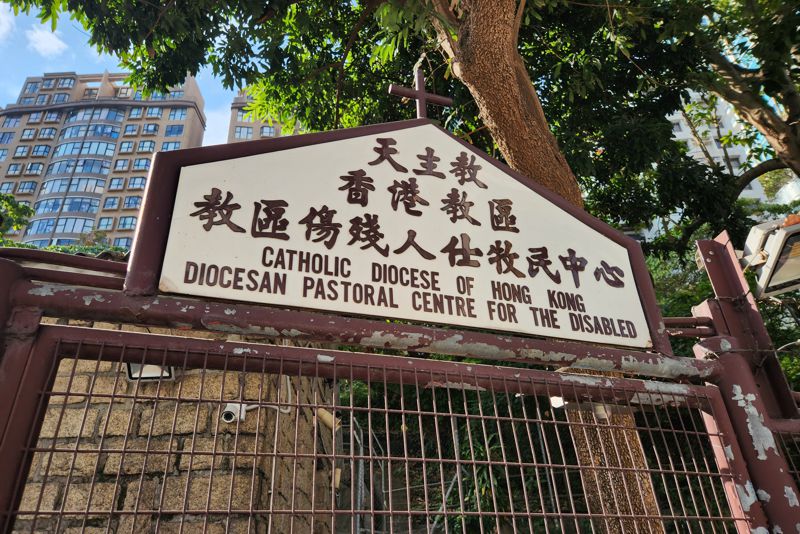 天主教
香港教區
教區傷殘人仕牧民中心
CATHOLIC DIOCESE OF HONG KONG
DIOCESAN PASTORAL CENTRE FOR THE DISABLED